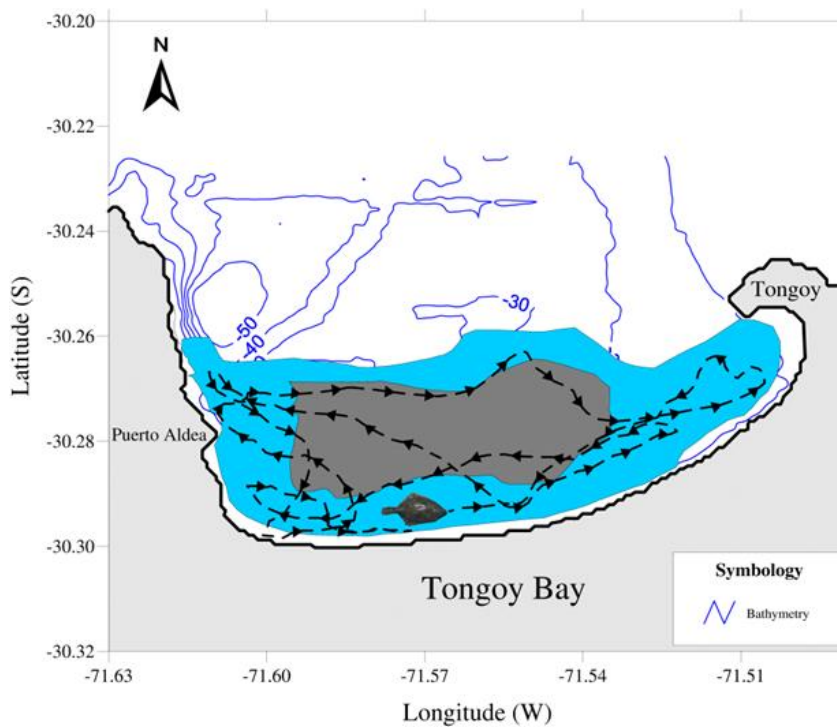 -30.20
N
-30.22
-30.24
Tongoy
-30
-50
-40
-30.26
Latitude (S)
Puerto Aldea
-30.28
-30.30
Tongoy Bay
Symbology
Bathymetry
-30.32
-71.63
-71.60
-71.57
-71.54
-71.51
Longitude (W)